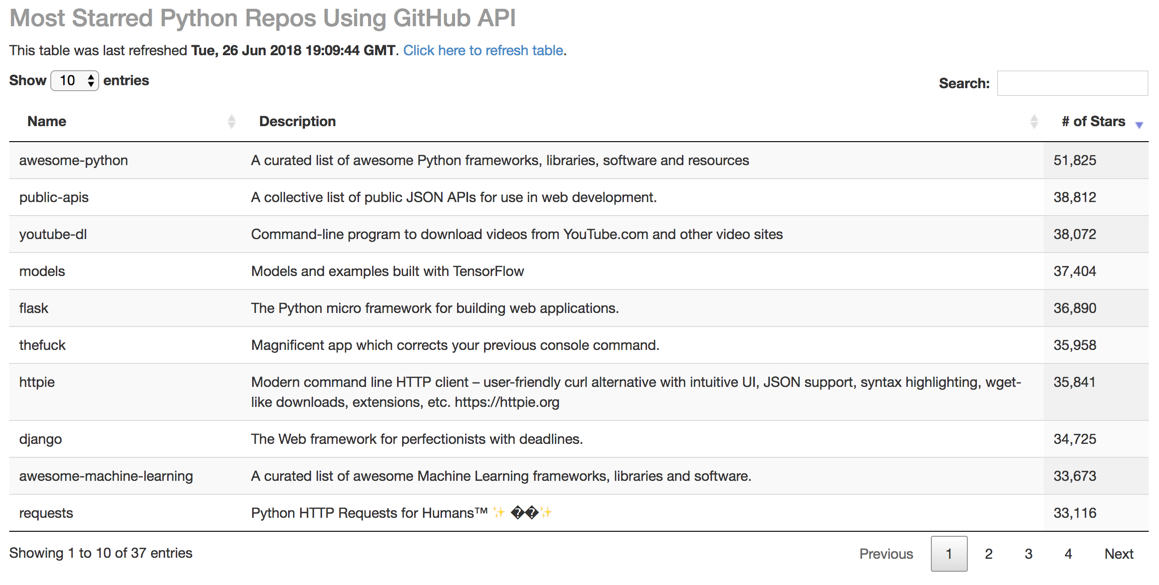 Most Starred Python Repos Using GitHub API
This table was last refreshed Tue, 26 Jun 2018 19:09:44 GMT. Click here to refresh table.
Show 10 entries
Search:
Name Description # of Stars
awesome-python A curated list of awesome Python frameworks, libraries, software and resources 51,825
public-apis A collective list of public JSON APIs for use in web development. 38,812
youtube-dl Command-line program to download videos from YouTube.com and other video sites 38,072
models Models and examples built with TensorFlow 37,404
flask The Python micro framework for building web applications. 36,890
thefuck Magnificent app which corrects your previous console command. 35,958
httpie Modern command line HTTP client – user-friendly curl alternative with intuitive UI, JSON support, syntax highlighting, wget- 35,841
like downloads, extensions, etc. https://httpie.org
django The Web framework for perfectionists with deadlines. 34,725
awesome-machine-learning A curated list of awesome Machine Learning frameworks, libraries and software. 33,673
requests Python HTTP Requests for Humans™ ✨ ��✨ 33,116
Showing 1 to 10 of 37 entries
Previous 1 2 3 4 Next